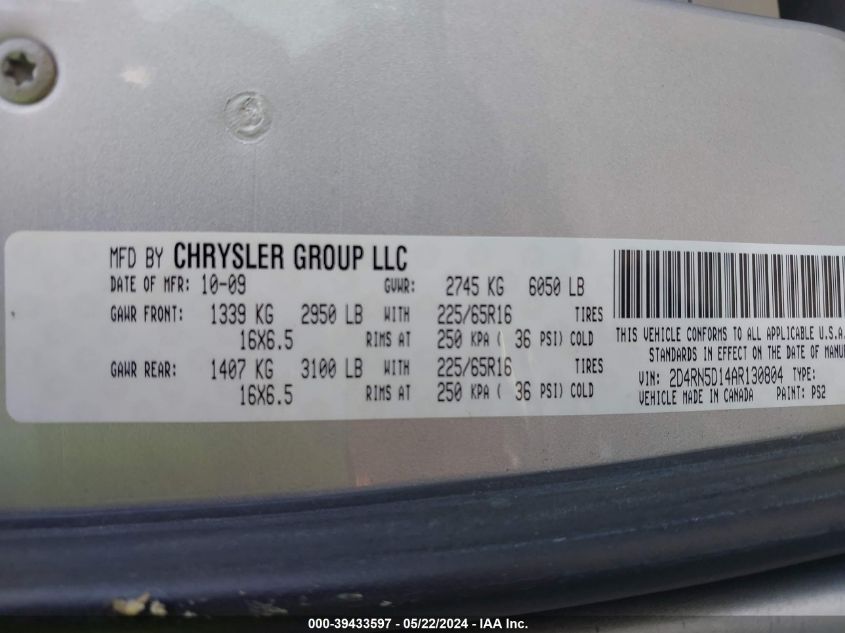 MFD BY CHRYSLER GROUP LLC
DATE OF MFR: 10-09 GVWR: 2745 KG 6050 LB
GAWR FRONT: 1339 KG 2950 LB WITH 225/65R16 TIRES
16X6.5 RIMS AT 250 KPA ( 36 PSI) COLD
GAWR REAR: 1407 KG 3100 LB WITH 225/65R16 TIRES
16X6.5 RIMS AT 250 KPA ( 36 PSI) COLD
THIS VEHICLE CONFORMS TO ALL APPLICABLE U.S.A.
STANDARDS IN EFFECT ON THE DATE OF MANUF
VIN: 2D4RN5D14AR130804 TYPE:
VEHICLE MADE IN CANADA PAINT: PS2
000-39433597 - 05/22/2024 - IAA Inc.